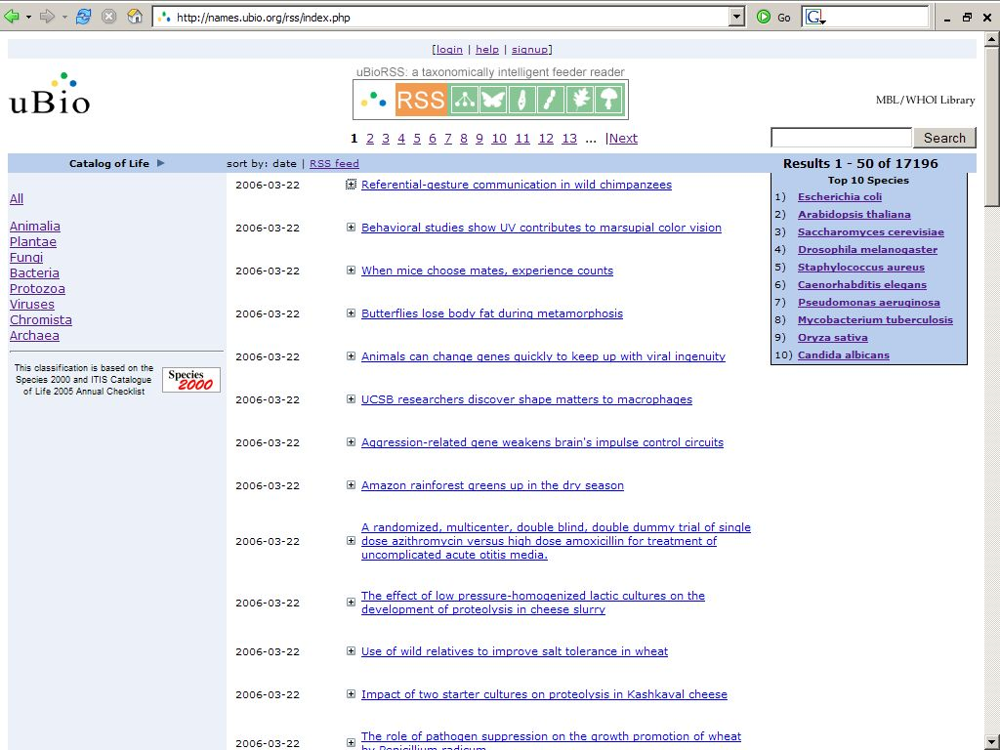 http://names.ubio.org/rss/index.php
Go
G
[login | help | signup]
uBio
uBioRSS: a taxonomically intelligent feeder reader
RSS
MBL/WHOI Library
1 2 3 4 5 6 7 8 9 10 11 12 13 ... |Next
Search
Catalog of Life
sort by: date | RSS feed
Results 1 - 50 of 17196
All
Animalia
Plantae
Fungi
Bacteria
Protozoa
Viruses
Chromista
Archaea
This classification is based on the
Species 2000 and ITIS Catalogue
of Life 2005 Annual Checklist
Species
2000
2006-03-22 Referential-gesture communication in wild chimpanzees
2006-03-22 Behavioral studies show UV contributes to marsupial color vision
2006-03-22 When mice choose mates, experience counts
2006-03-22 Butterflies lose body fat during metamorphosis
2006-03-22 Animals can change genes quickly to keep up with viral ingenuity
2006-03-22 UCSB researchers discover shape matters to macrophages
2006-03-22 Aggression-related gene weakens brain's impulse control circuits
2006-03-22 Amazon rainforest greens up in the dry season
A randomized, multicenter, double blind, double dummy trial of single
2006-03-22 dose azithromycin versus high dose amoxicillin for treatment of
uncomplicated acute otitis media.
2006-03-22 The effect of low pressure-homogenized lactic cultures on the
development of proteolysis in cheese slurry
2006-03-22 Use of wild relatives to improve salt tolerance in wheat
2006-03-22 Impact of two starter cultures on proteolysis in Kashkaval cheese
2006-03-22 The role of pathogen suppression on the growth promotion of wheat
by Penicillium radicum
Top 10 Species
1) Escherichia coli
2) Arabidopsis thaliana
3) Saccharomyces cerevisiae
4) Drosophila melanogaster
5) Staphylococcus aureus
6) Caenorhabditis elegans
7) Pseudomonas aeruginosa
8) Mycobacterium tuberculosis
9) Oryza sativa
10) Candida albicans